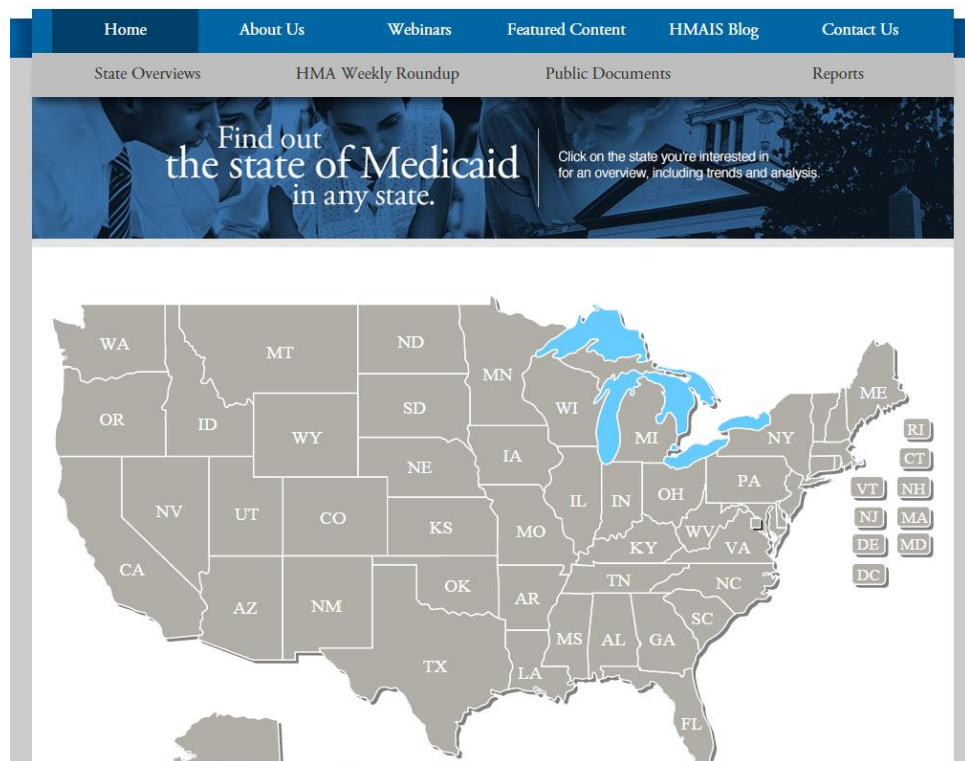 Home About Us Webinars Featured Content HMAIS Blog Contact Us
State Overviews HMA Weekly Roundup Public Documents Reports
Find out
the state of Medicaid
in any state.
Click on the state you're interested in
for an overview, including trends and analysis.
WA MT ND MN ME
OR ID SD WI MI NY RI
WY IA CT
NE PA
NV UT CO IL IN OH VT NH
KS MO WV NJ MA
CA KY VA DE MD
OK TN NC DC
AZ NM AR SC
MS AL GA
TX LA
FL